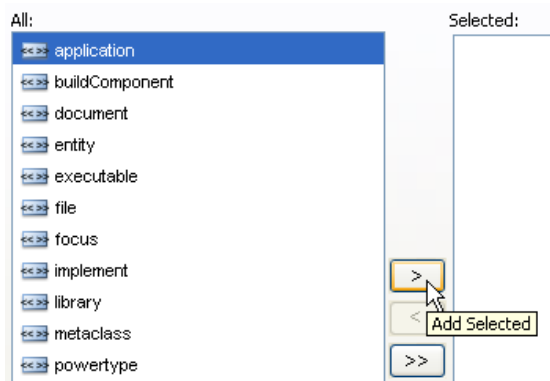 All:
Selected:
<<>> application
<<>> buildComponent
<<>> document
<<>> entity
<<>> executable
<<>> file
<<>> focus
<<>> implement
>
<<>> library
<
Add Selected
<<>> metaclass
<<>> powertype
>>